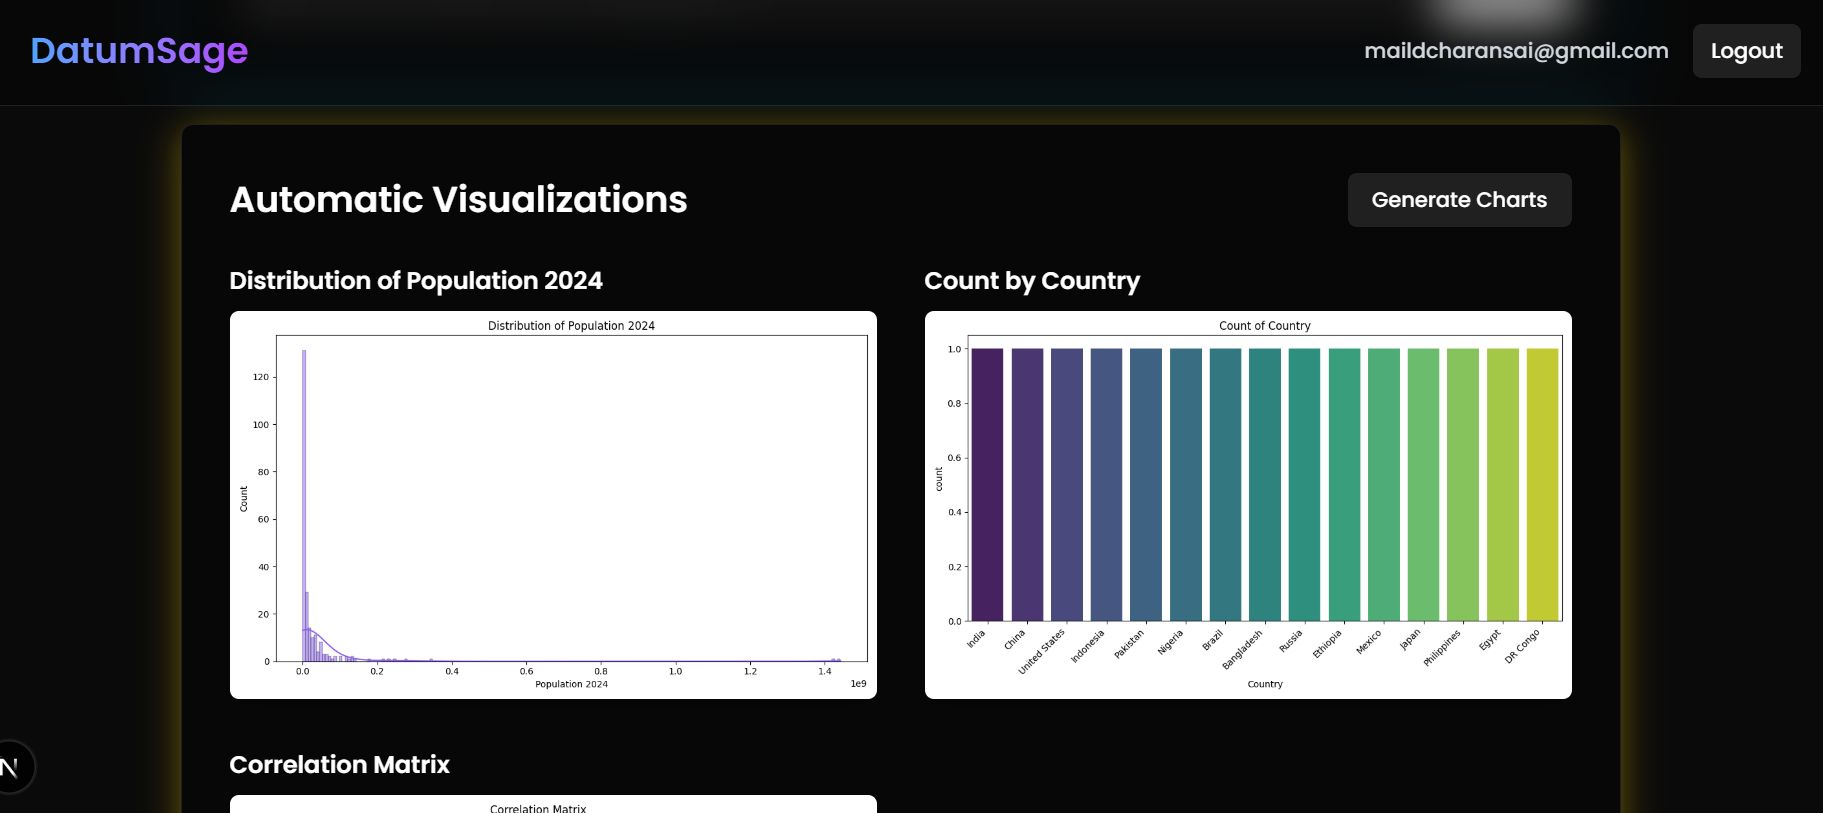 DatumSage
maildcharansai@gmail.com
Logout
Automatic Visualizations
Generate Charts
Distribution of Population 2024
Distribution of Population 2024
Count
120
100
80
60
40
20
0
0.0 0.2 0.4 0.6 0.8 1.0 1.2 1.4
1e9
Population 2024
Count by Country
Count of Country
count
1.0
0.8
0.6
0.4
0.2
0.0
India China United States Indonesia Pakistan Nigeria Brazil Bangladesh Russia Ethiopia Mexico Japan Philippines Egypt DR Congo
Country
Correlation Matrix
Correlation Matrix
N